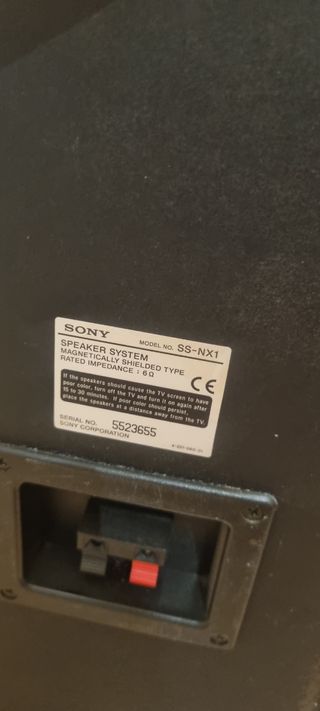 SONY MODEL NO. SS-NX1
SPEAKER SYSTEM
MAGNETICALLY SHIELDED TYPE
RATED IMPEDANCE : 6Ω
CE
If the speakers should cause the TV screen to have
poor color, turn off the TV and turn it on again after
15 to 30 minutes. If poor color should persist,
place the speakers at a distance away from the TV.
SERIAL NO. 5523655
SONY CORPORATION